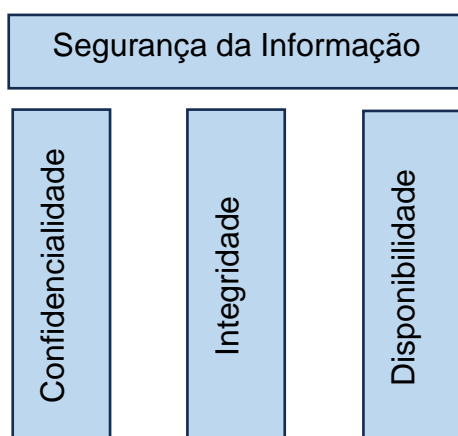 Segurança da Informação
Confidencialidade
Integridade
Disponibilidade